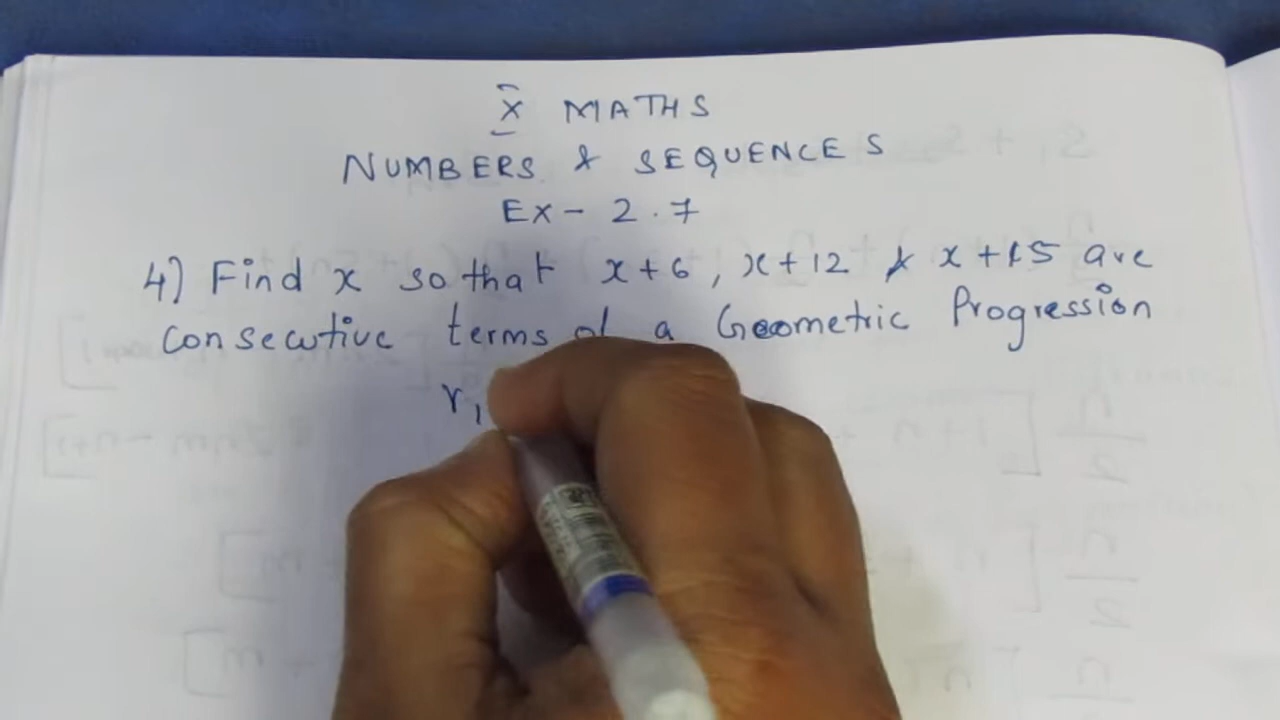 X MATHS
NUMBERS & SEQUENCES
EX - 2.7
4) Find x so that x+6, x+12 & x+15 are
consecutive terms of a Geometric Progression
r1